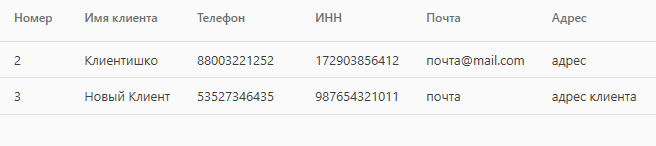 Номер Имя клиента Телефон ИНН Почта Адрес
2 Клиентишко 88003221252 172903856412 почта@mail.com адрес
3 Новый Клиент 53527346435 987654321011 почта адрес клиента